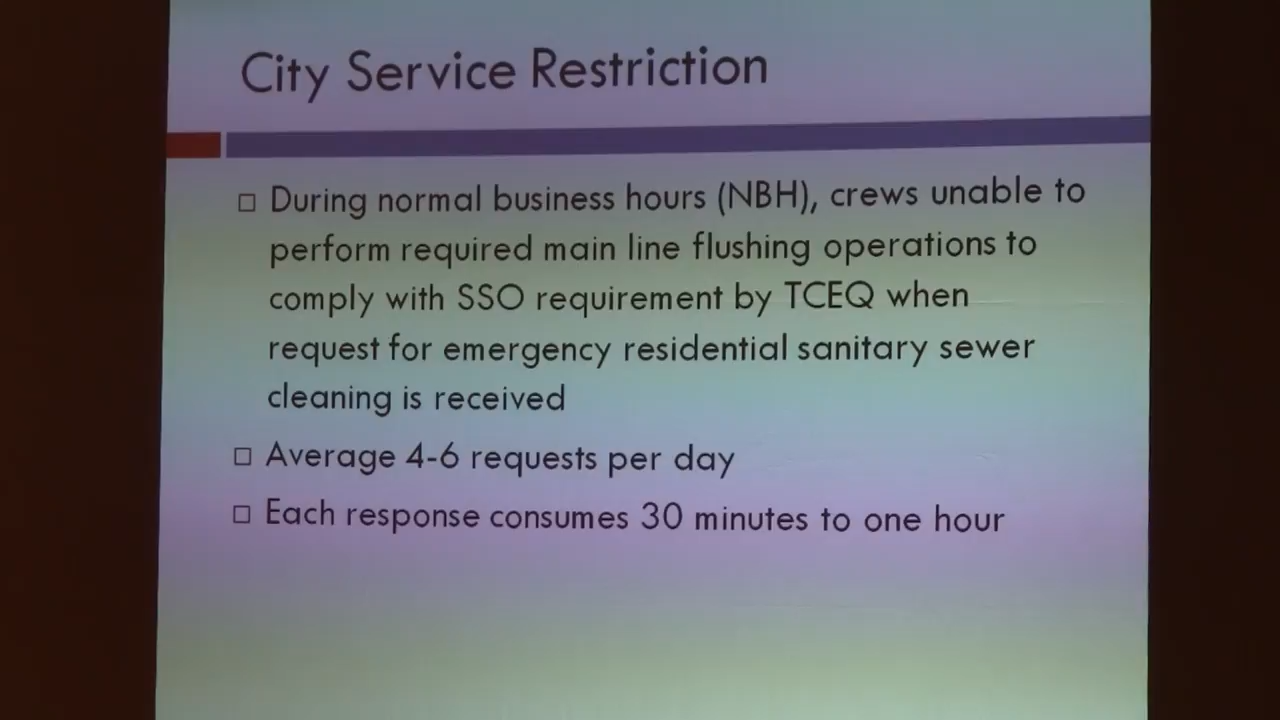 City Service Restriction
During normal business hours (NBH), crews unable to
perform required main line flushing operations to
comply with SSO requirement by TCEQ when
request for emergency residential sanitary sewer
cleaning is received
Average 4-6 requests per day
Each response consumes 30 minutes to one hour